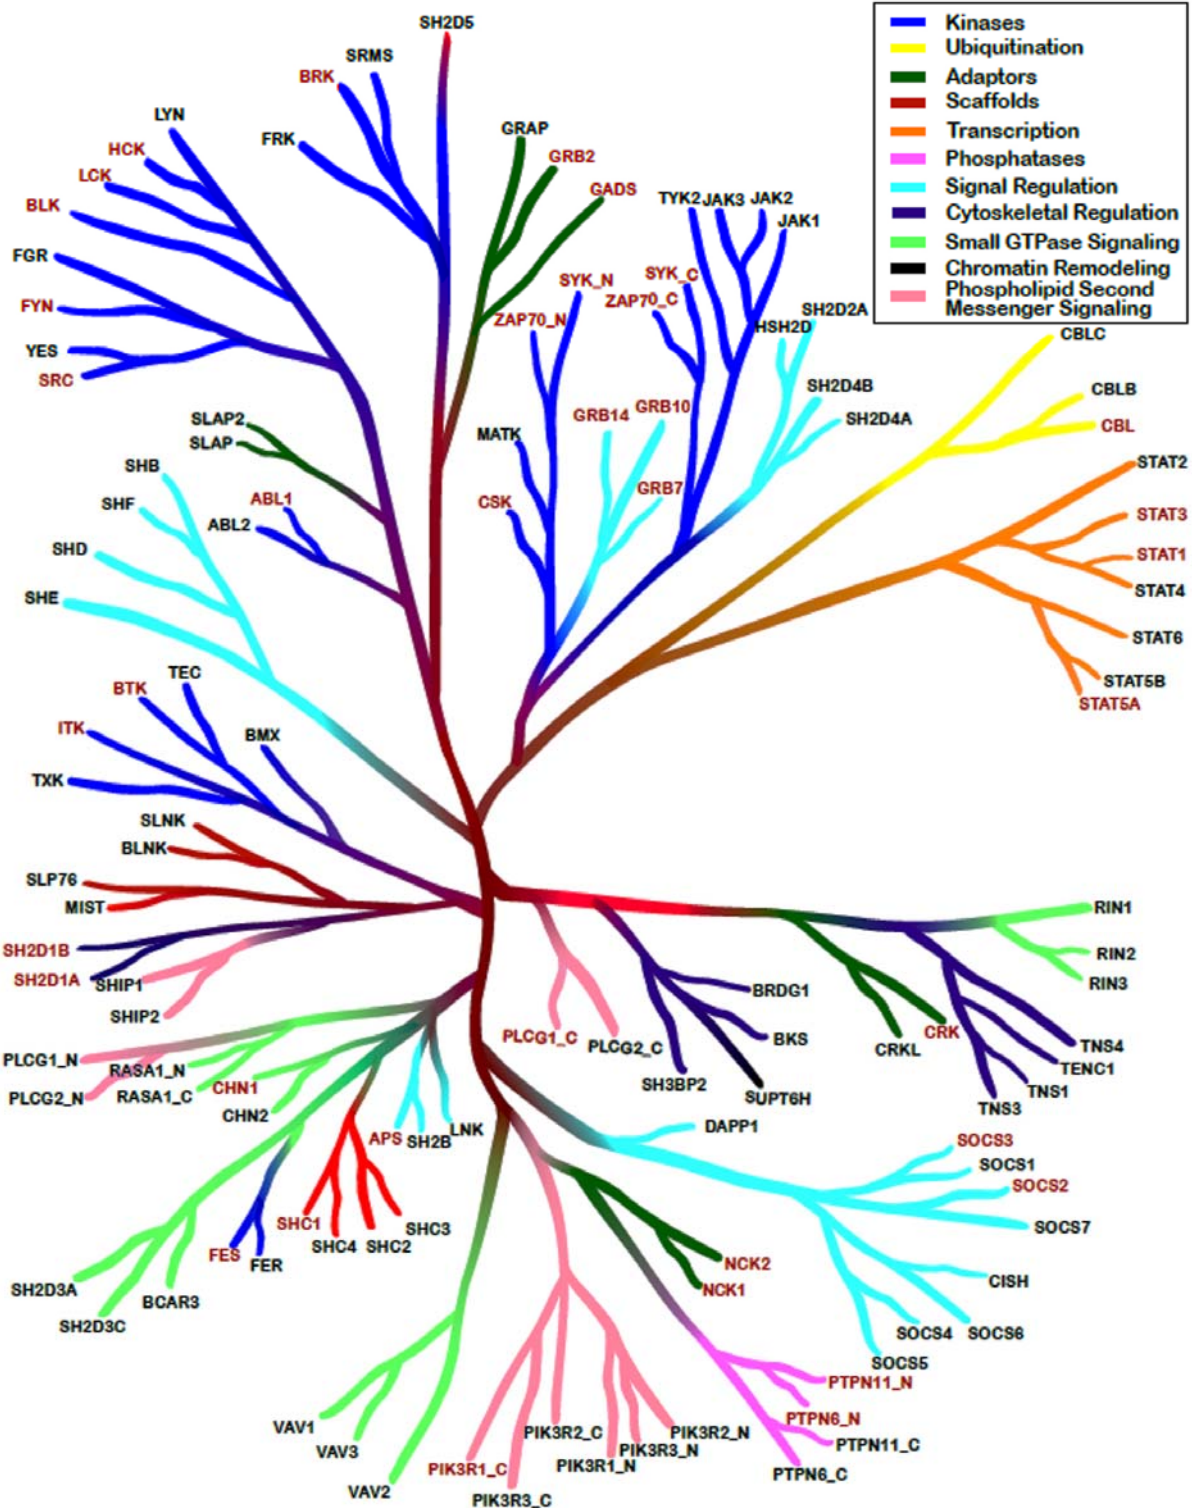 Kinases
Ubiquitination
Adaptors
Scaffolds
Transcription
Phosphatases
Signal Regulation
Cytoskeletal Regulation
Small GTPase Signaling
Chromatin Remodeling
Phospholipid Second
Messenger Signaling
SH2D5
SRMS
BRK
FRK
LYN
HCK
LCK
BLK
FGR
FYN
YES
SRC
GRAP
GRB2
GADS
SYK_N
ZAP70_N
SYK_C
ZAP70_C
TYK2
JAK3
JAK2
JAK1
SH2D2A
HSH2D
SH2D4B
SH2D4A
CBLC
CBLB
CBL
STAT2
STAT3
STAT1
STAT4
STAT6
STAT5B
STAT5A
MATK
CSK
GRB14
GRB10
GRB7
SLAP2
SLAP
ABL1
ABL2
SHB
SHF
SHD
SHE
TEC
BTK
ITK
BMX
TXK
SLNK
BLNK
SLP76
MIST
SH2D1B
SH2D1A
SHIP1
SHIP2
PLCG1_N
PLCG2_N
RASA1_N
RASA1_C
CHN1
CHN2
APS
SH2B
LNK
SHC1
SHC4
SHC2
SHC3
FES
FER
SH2D3A
SH2D3C
BCAR3
VAV1
VAV3
VAV2
PIK3R1_C
PIK3R3_C
PIK3R2_C
PIK3R1_N
PIK3R3_N
PIK3R2_N
PTPN11_N
PTPN6_N
PTPN11_C
PTPN6_C
NCK2
NCK1
DAPP1
SOCS3
SOCS1
SOCS2
SOCS7
CISH
SOCS6
SOCS4
SOCS5
PLCG1_C
PLCG2_C
BRDG1
BKS
SH3BP2
SUPT6H
CRKL
CRK
RIN1
RIN2
RIN3
TNS4
TENC1
TNS1
TNS3